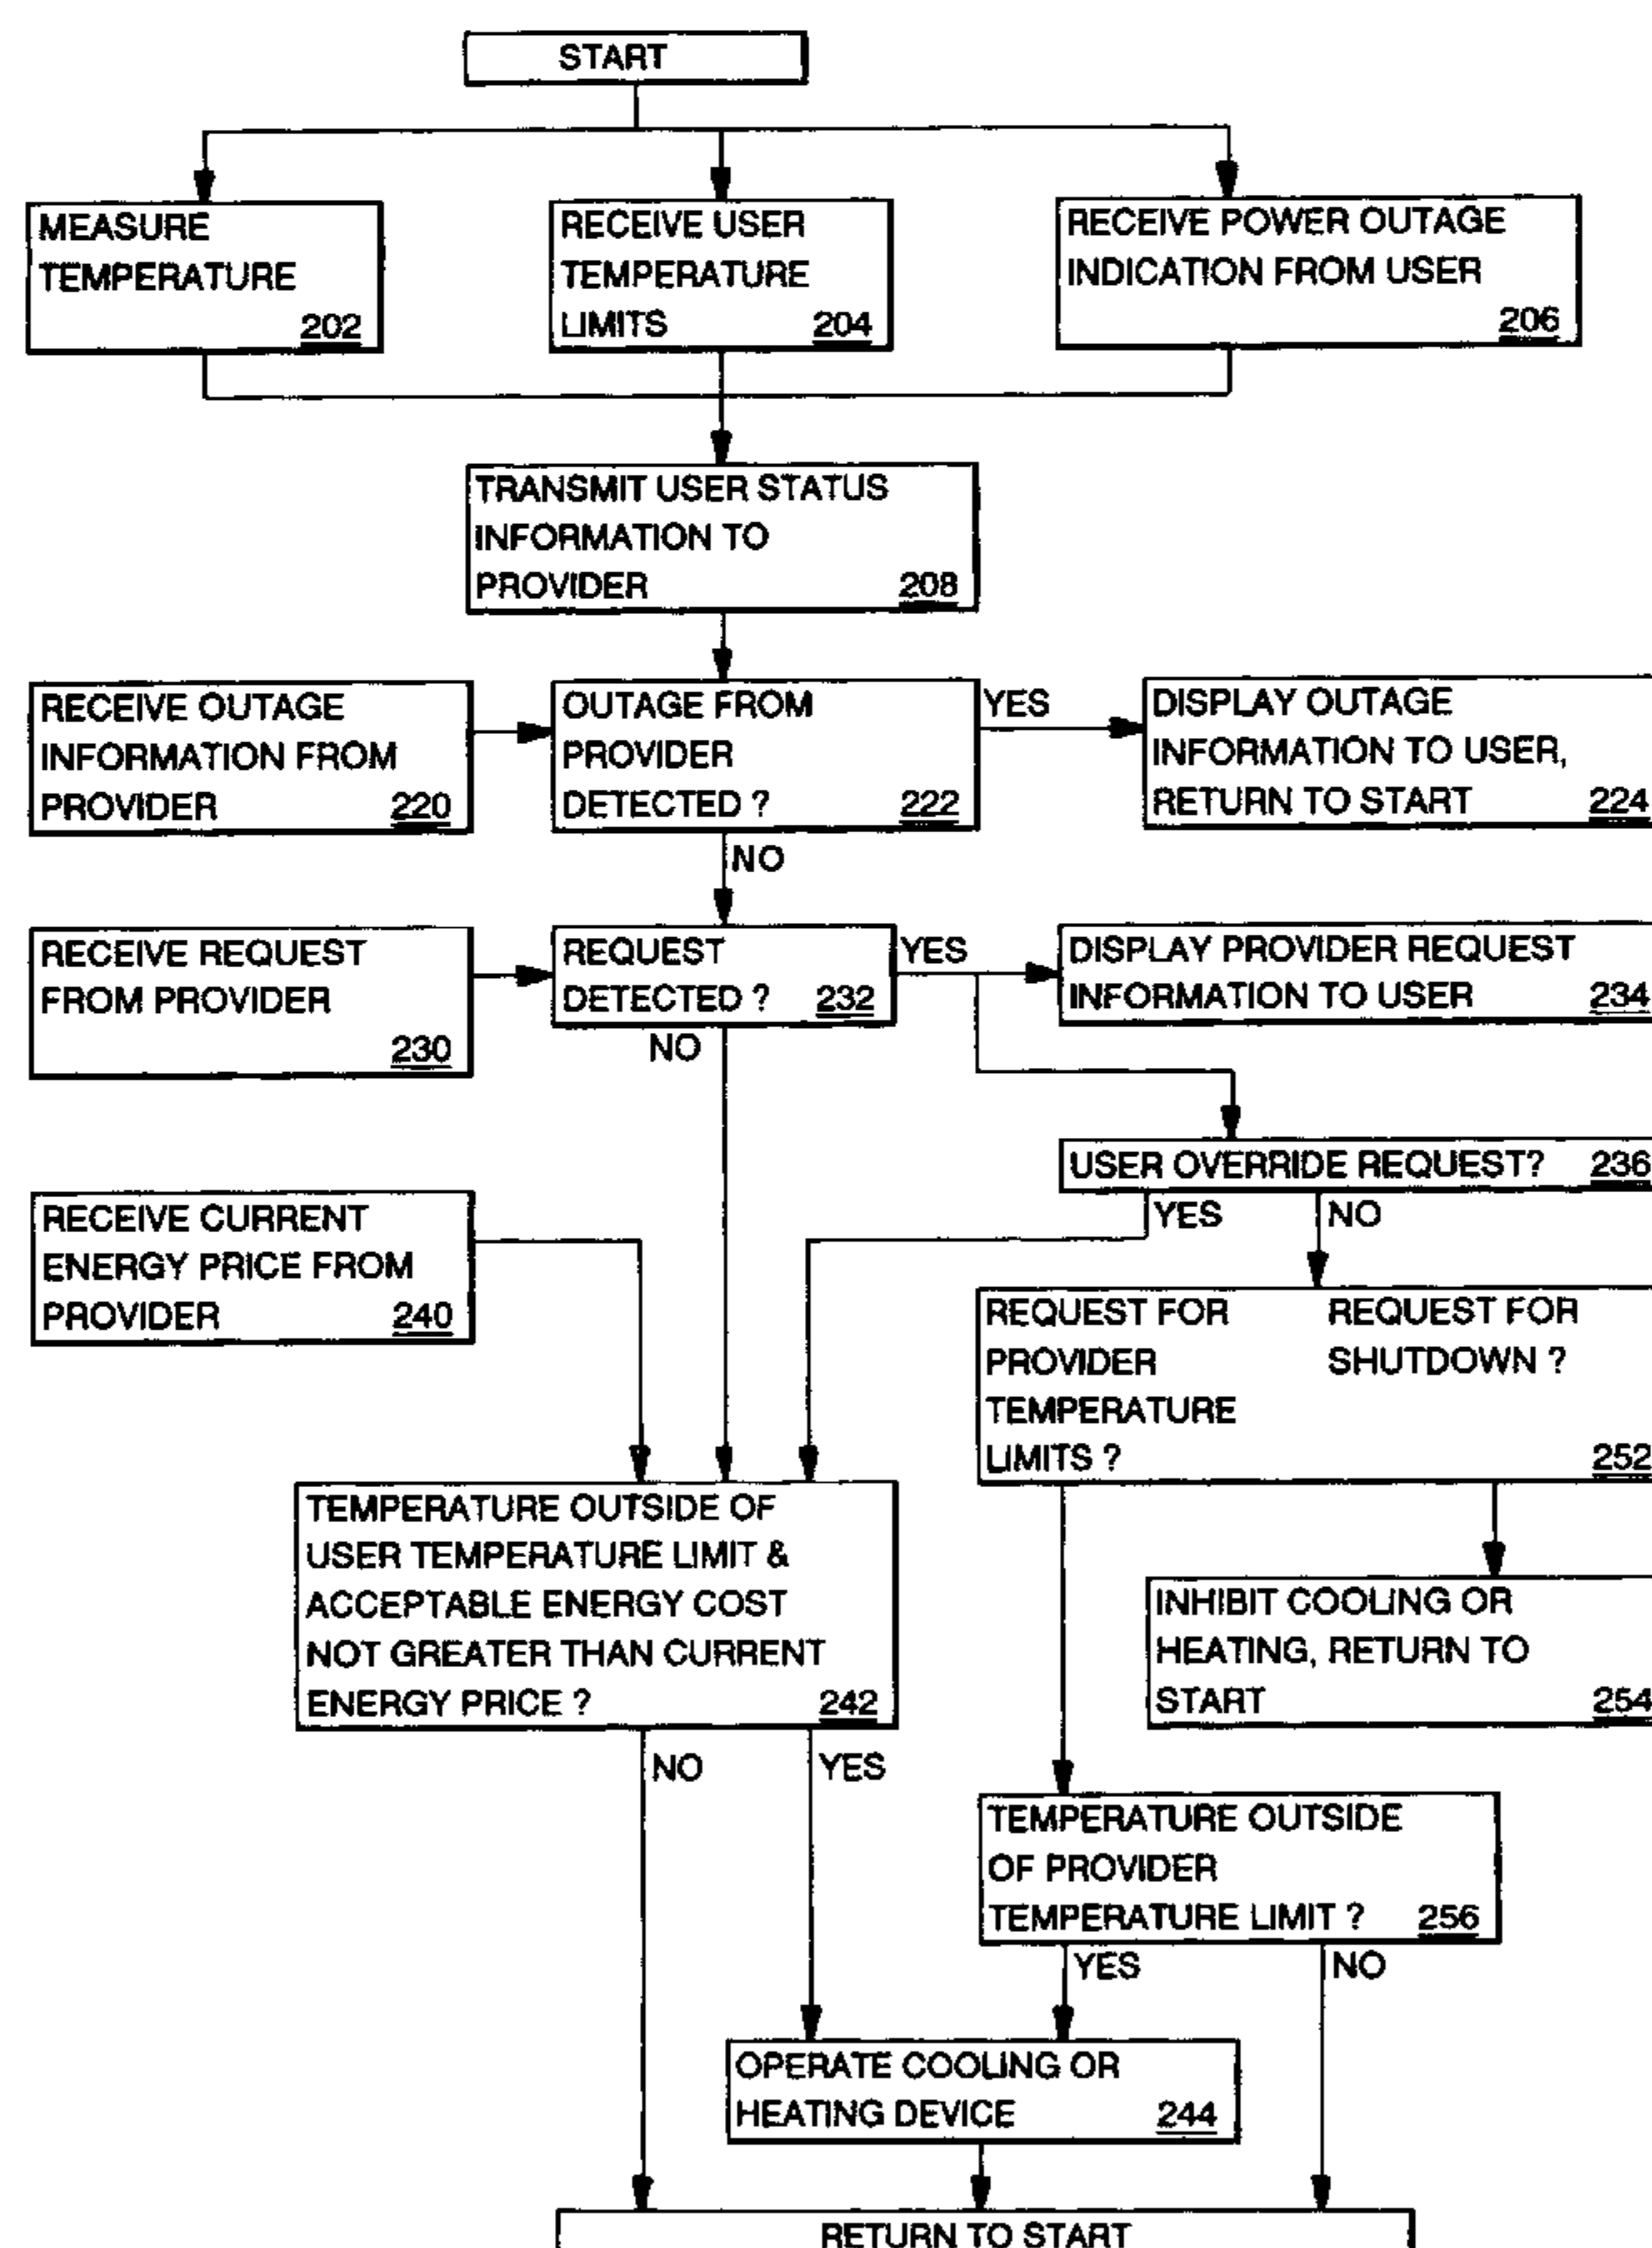 START
MEASURE
TEMPERATURE
202
RECEIVE USER
TEMPERATURE
LIMITS 204
RECEIVE POWER OUTAGE
INDICATION FROM USER
206
TRANSMIT USER STATUS
INFORMATION TO
PROVIDER 208
RECEIVE OUTAGE
INFORMATION FROM
PROVIDER 220
OUTAGE FROM
PROVIDER
DETECTED ? 222
YES
DISPLAY OUTAGE
INFORMATION TO USER,
RETURN TO START 224
NO
RECEIVE REQUEST
FROM PROVIDER
230
REQUEST
DETECTED ? 232
YES
DISPLAY PROVIDER REQUEST
INFORMATION TO USER 234
NO
USER OVERRIDE REQUEST? 236
YES
NO
RECEIVE CURRENT
ENERGY PRICE FROM
PROVIDER 240
REQUEST FOR
PROVIDER
TEMPERATURE
LIMITS ?
REQUEST FOR
SHUTDOWN ?
252
TEMPERATURE OUTSIDE OF
USER TEMPERATURE LIMIT &
ACCEPTABLE ENERGY COST
NOT GREATER THAN CURRENT
ENERGY PRICE ? 242
INHIBIT COOLING OR
HEATING, RETURN TO
START 254
NO
YES
TEMPERATURE OUTSIDE
OF PROVIDER
TEMPERATURE LIMIT ? 256
YES
NO
OPERATE COOLING OR
HEATING DEVICE 244
RETURN TO START